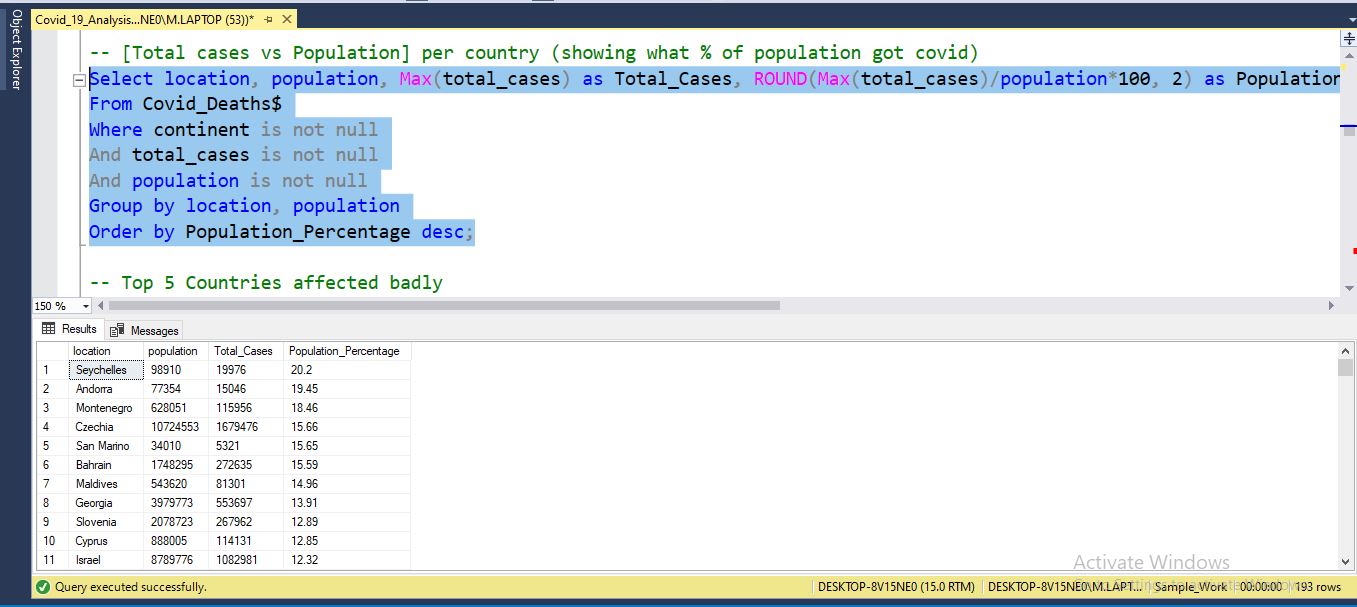 Object Explorer
Covid_19_Analysis...NE0\M.LAPTOP (53))*
-- [Total cases vs Population] per country (showing what % of population got covid)
Select location, population, Max(total_cases) as Total_Cases, ROUND(Max(total_cases)/population*100, 2) as Population
From Covid_Deaths$
Where continent is not null
And total_cases is not null
And population is not null
Group by location, population
Order by Population_Percentage desc;
-- Top 5 Countries affected badly
150 %
Results Messages
location population Total_Cases Population_Percentage
1 Seychelles 98910 19976 20.2
2 Andorra 77354 15046 19.45
3 Montenegro 628051 115956 18.46
4 Czechia 10724553 1679476 15.66
5 San Marino 34010 5321 15.65
6 Bahrain 1748295 272635 15.59
7 Maldives 543620 81301 14.96
8 Georgia 3979773 553697 13.91
9 Slovenia 2078723 267962 12.89
10 Cyprus 888005 114131 12.85
11 Israel 8789776 1082981 12.32
Activate Windows
Query executed successfully. DESKTOP-8V15NE0 (15.0 RTM) DESKTOP-8V15NE0\M.LAPT... Sample_Work 00:00:00 193 rows